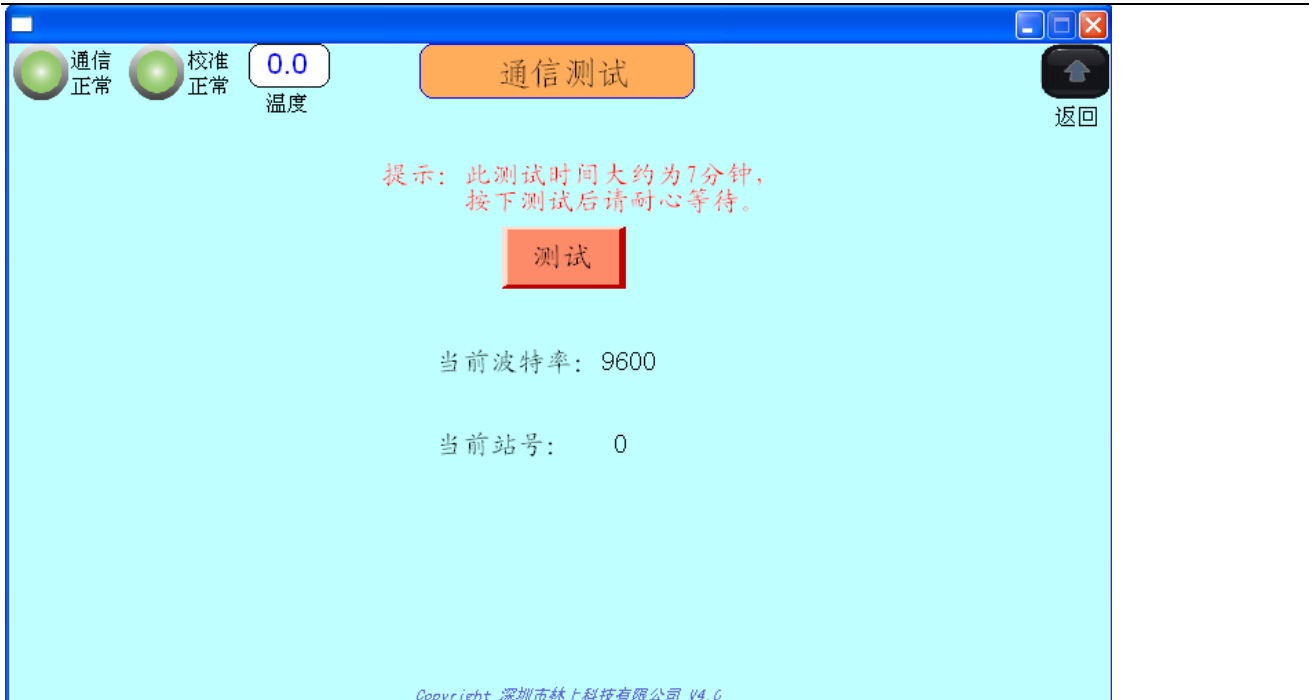 通信
正常
校准
正常
0.0
温度
通信测试
返回
提示：此测试时间大约为7分钟，
按下测试后请耐心等待。
测试
当前波特率：9600
当前站号：0
Copyright 深圳市林上科技有限公司